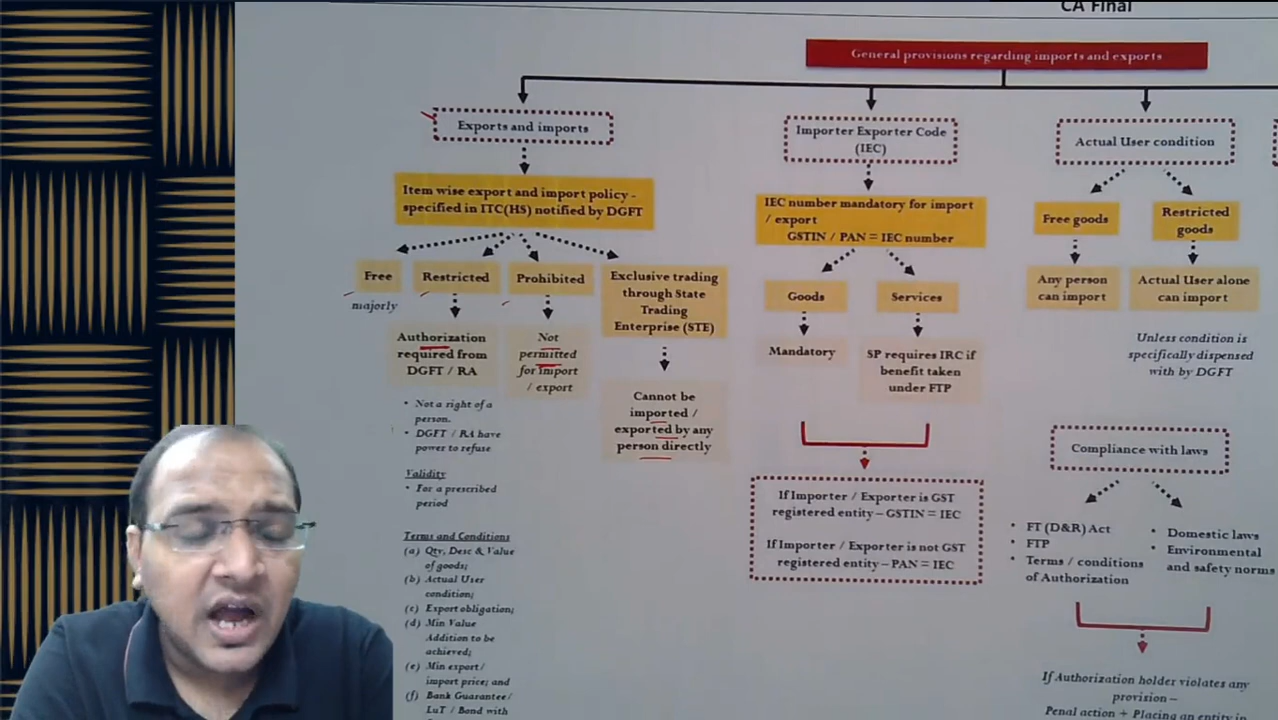 CA Final
General provisions regarding imports and exports
Exports and imports
Item wise export and import policy -
specified in ITC(HS) notified by DGFT
Free
majorly
Restricted
Authorization
required from
DGFT / RA
• Not a right of a
person.
• DGFT / RA have
power to refuse
Validity
• For a prescribed
period
Terms and Conditions
(a) Qty, Desc & Value
of goods;
(b) Actual User
condition;
(c) Export obligation;
(d) Min Value
Addition to be
achieved;
(e) Min export/
import price; and
(f) Bank Guarantee/
LuT / Bond with
Prohibited
Not
permitted
for import
/ export
Exclusive trading
through State
Trading
Enterprise (STE)
Cannot be
imported /
exported by any
person directly
Importer Exporter Code
(IEC)
IEC number mandatory for import
/ export
GSTIN / PAN = IEC number
Goods
Mandatory
Services
SP requires IRC if
benefit taken
under FTP
If Importer / Exporter is GST
registered entity – GSTIN = IEC
If Importer / Exporter is not GST
registered entity – PAN = IEC
Actual User condition
Free goods
Any person
can import
Restricted
goods
Actual User alone
can import
Unless condition is
specifically dispensed
with by DGFT
Compliance with laws
• FT (D&R) Act
• FTP
• Terms / conditions
of Authorization
• Domestic laws
• Environmental
and safety norms
If Authorization holder violates any
provision –
Penal action + Placing an entity in